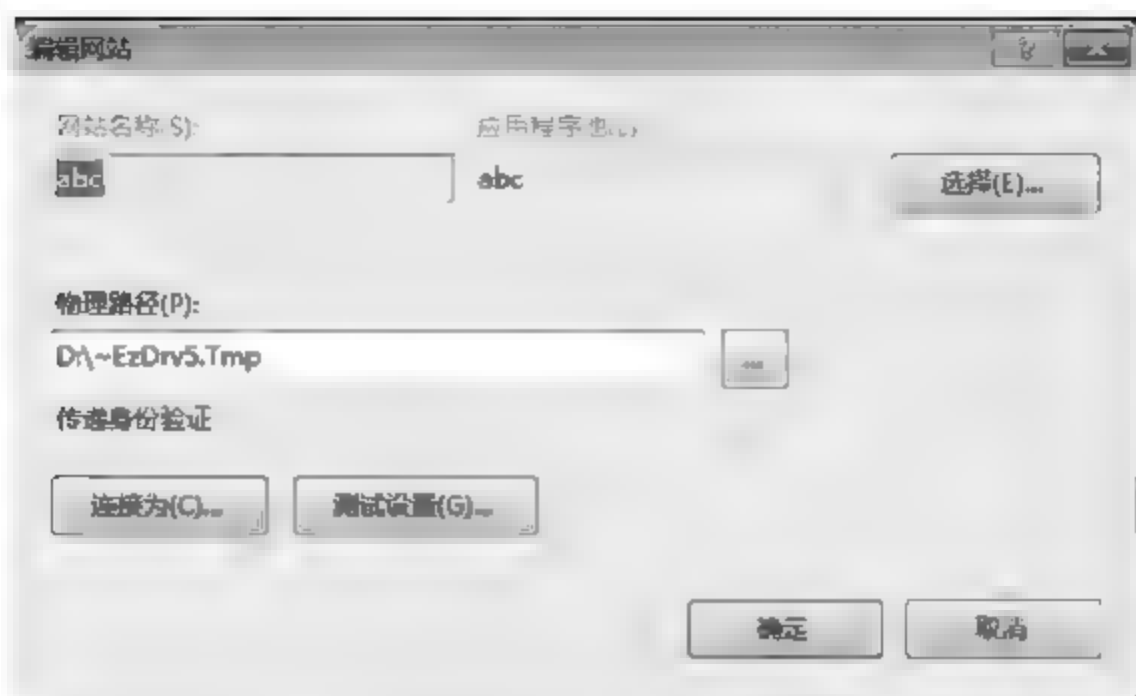 编辑网站
网站名称(S): 应用程序池(L):
abc abc 选择(E)...
物理路径(P):
D:\~EzDrv5.Tmp ...
传递身份验证
连接为(C)... 测试设置(G)...
确定 取消